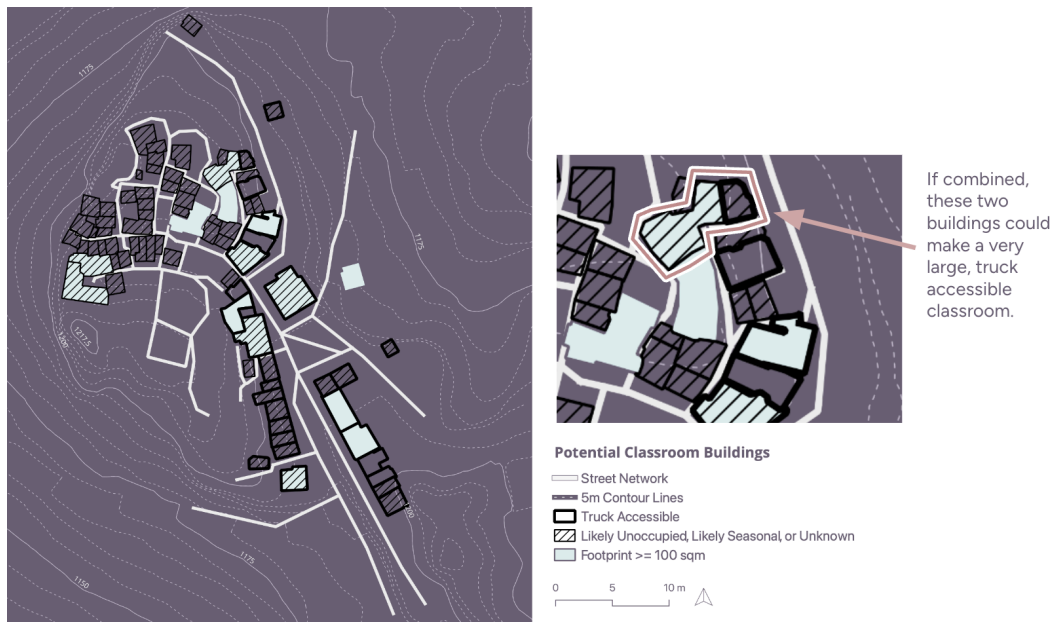 1175
1175
1200
1217.5
1200
1175
1150
If combined,
these two
buildings could
make a very
large, truck
accessible
classroom.
Potential Classroom Buildings
Street Network
5m Contour Lines
Truck Accessible
Likely Unoccupied, Likely Seasonal, or Unknown
Footprint >= 100 sqm
0 5 10 m